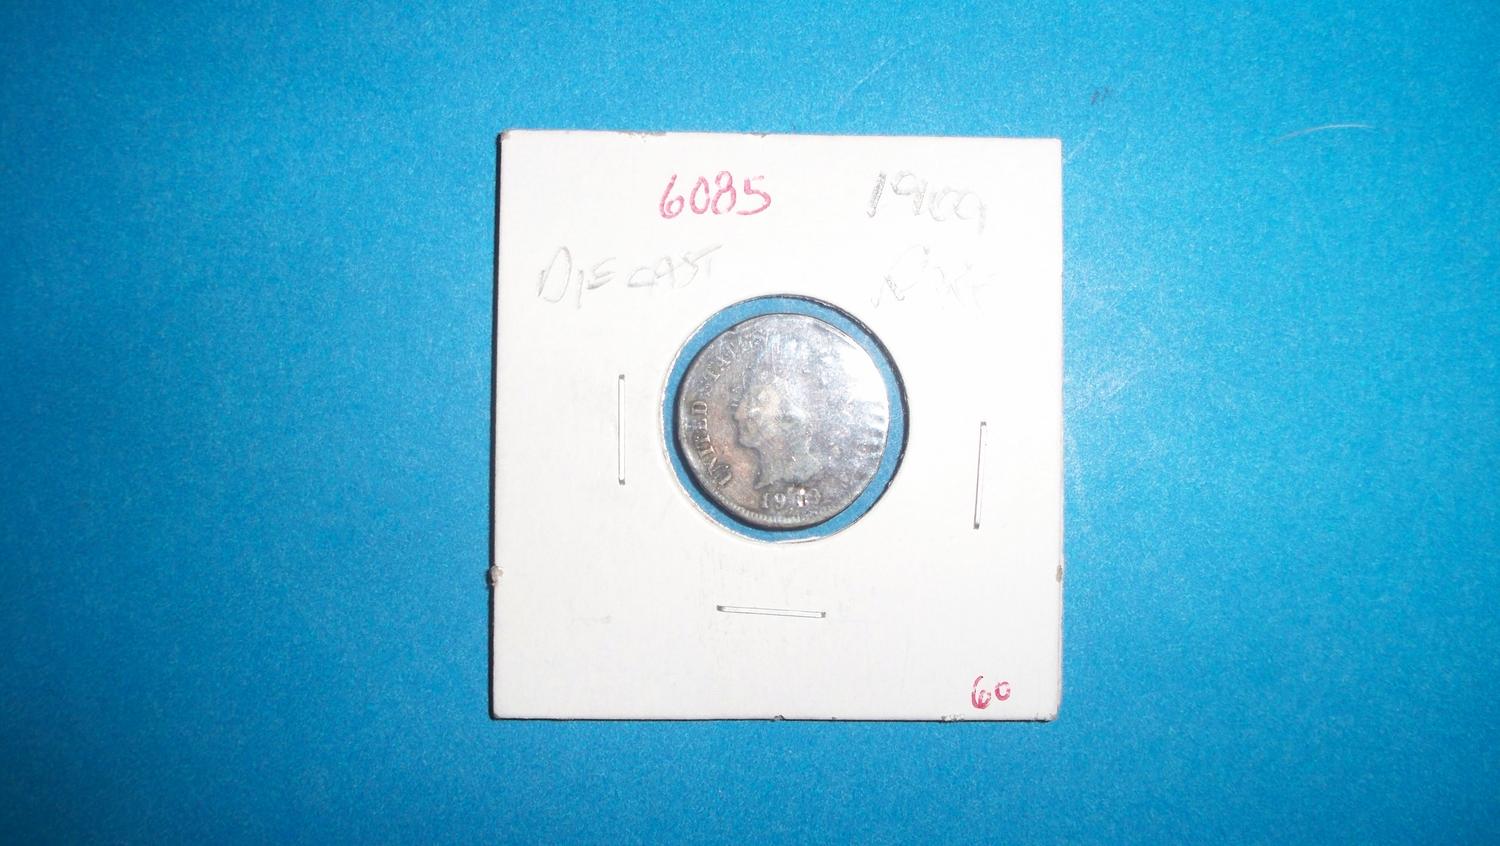 6085 1909
DIE CAST
UNITED STATES
60